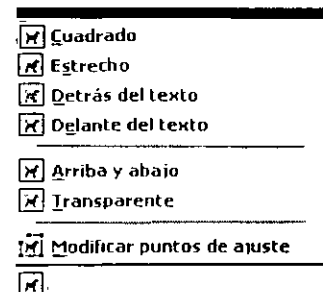 Cuadrado
Estrecho
Detrás del texto
Delante del texto
Arriba y abajo
Transparente
Modificar puntos de ajuste